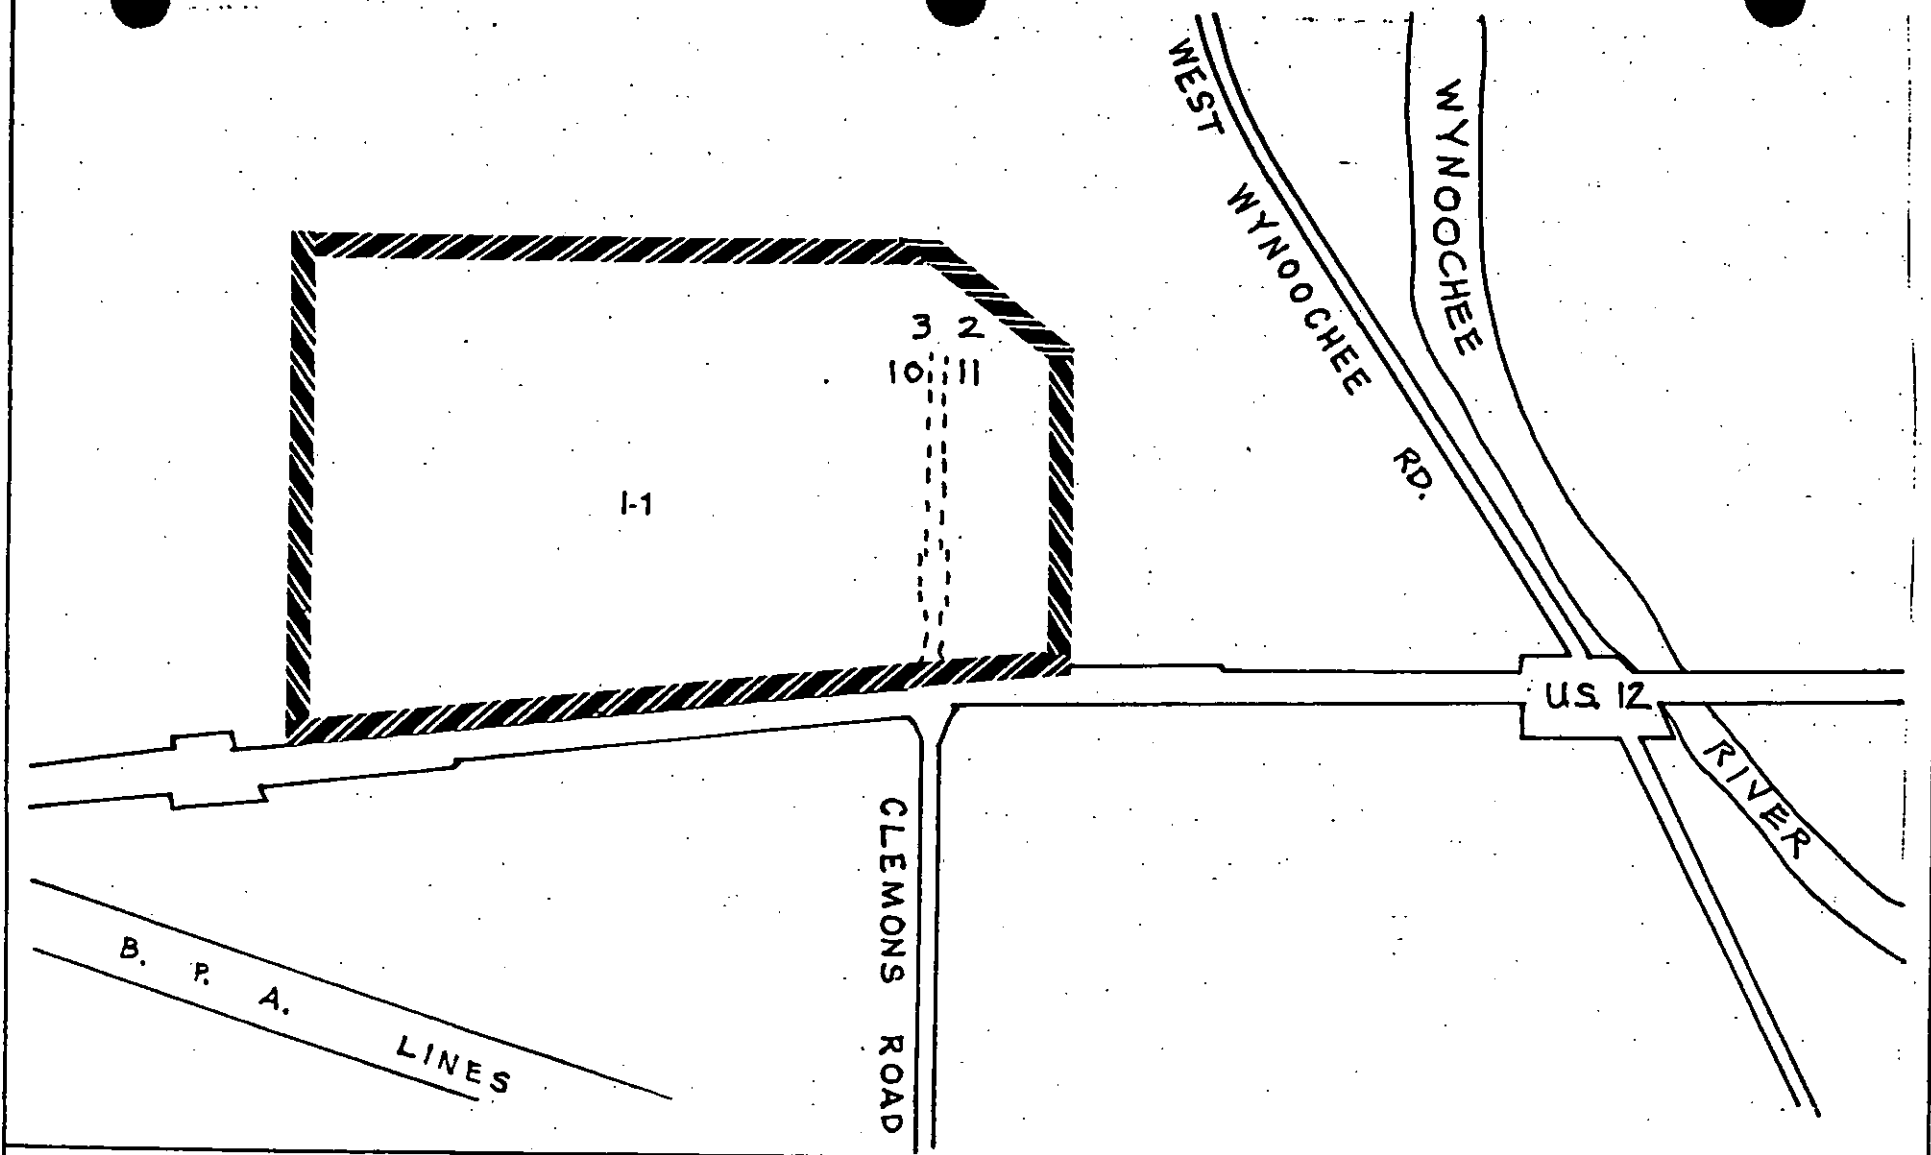 WEST WYNOOCHEE RD.
WYNOOCHEE RIVER
3 2
10 11
I-1
U.S. 12
CLEMONS ROAD
B. P. A. LINES